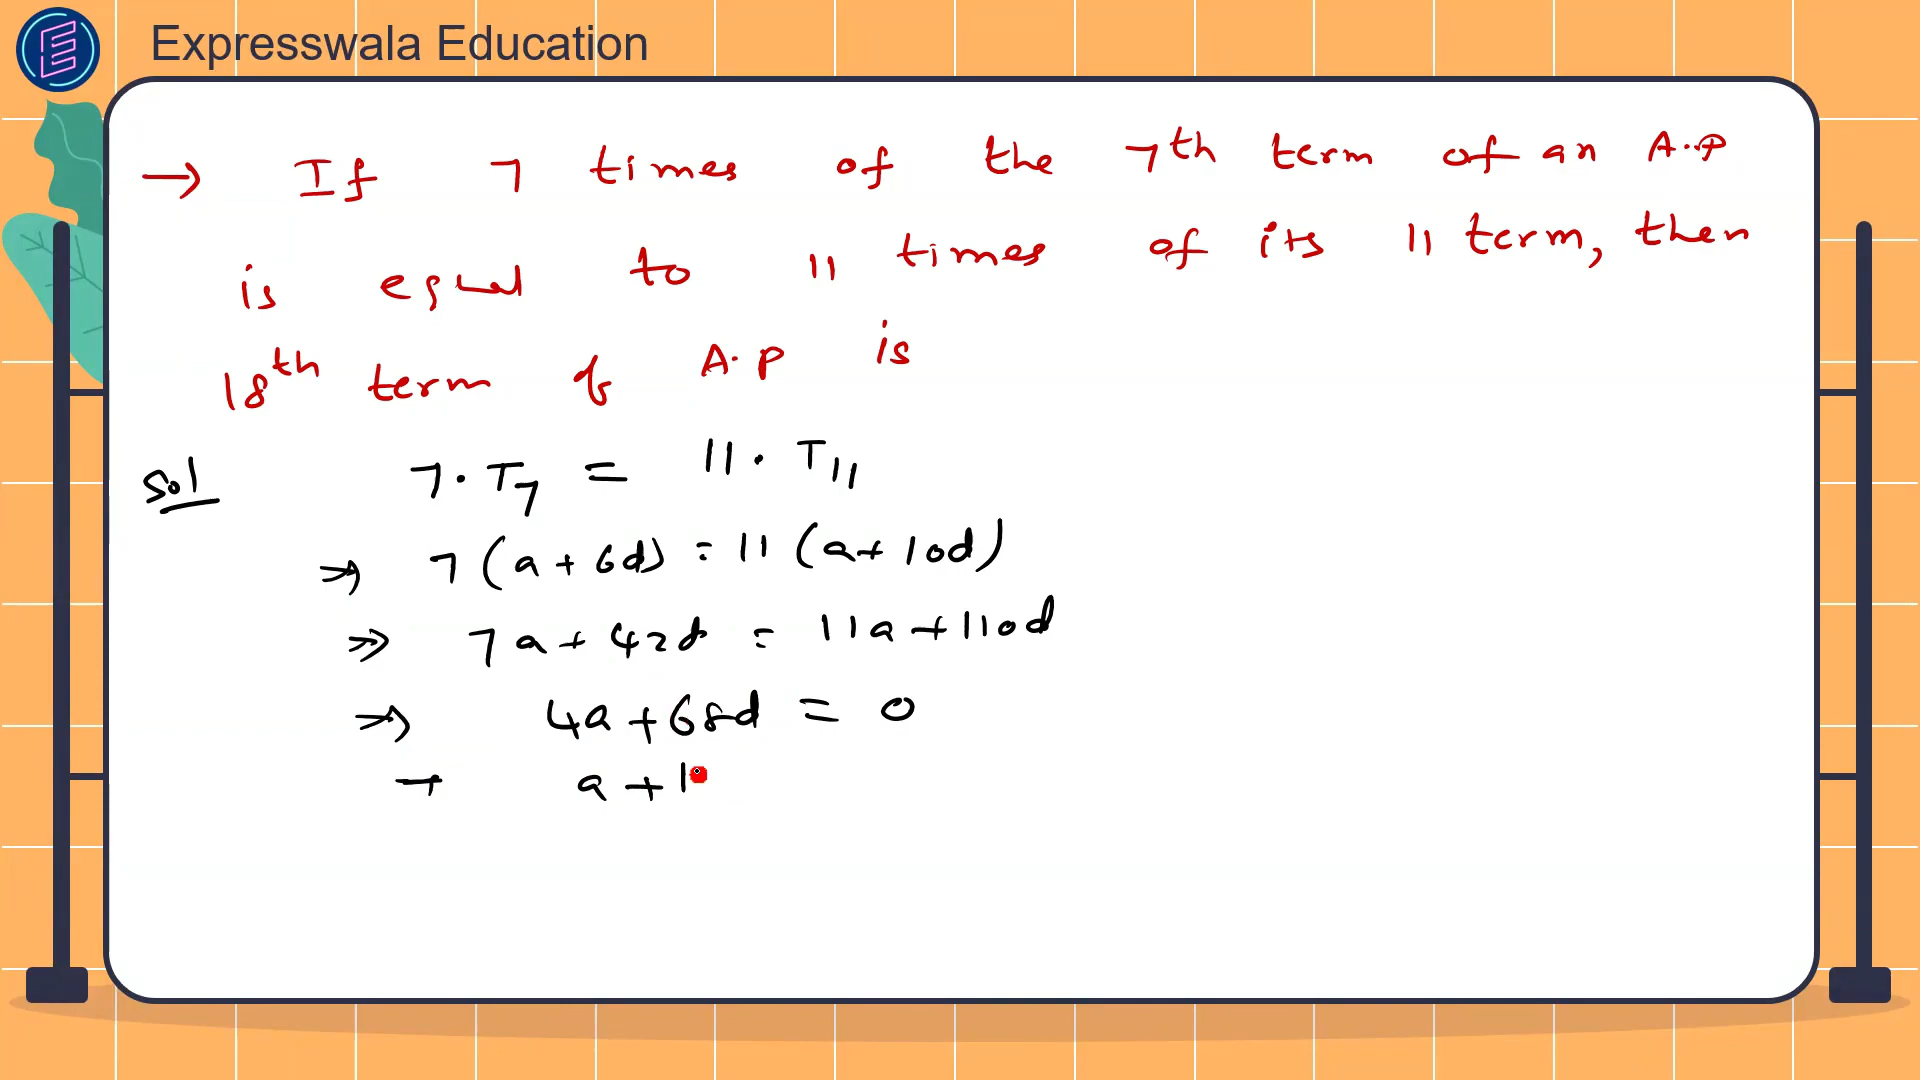 Expresswala Education
→ If 7 times of the 7th term of an A.P
is equal to 11 times of its 11 term, then
18th term of A.P is
Sol 7·T7 = 11·T11
⇒ 7(a+6d) = 11(a+10d)
⇒ 7a+42d = 11a+110d
⇒ 4a+68d = 0
→ a+1